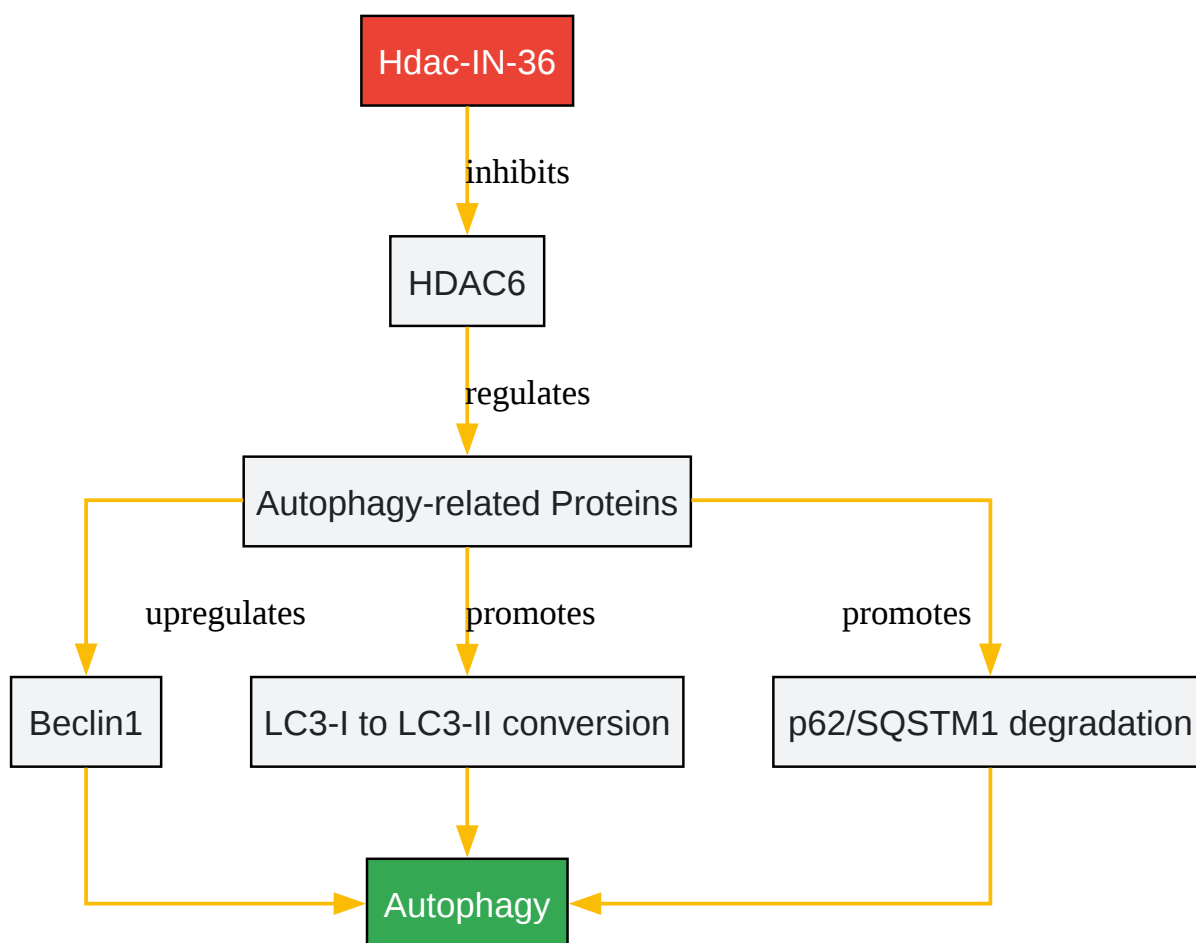 Hdac-IN-36
inhibits
HDAC6
regulates
Autophagy-related Proteins
upregulates
promotes
promotes
Beclin1
LC3-I to LC3-II conversion
p62/SQSTM1 degradation
Autophagy